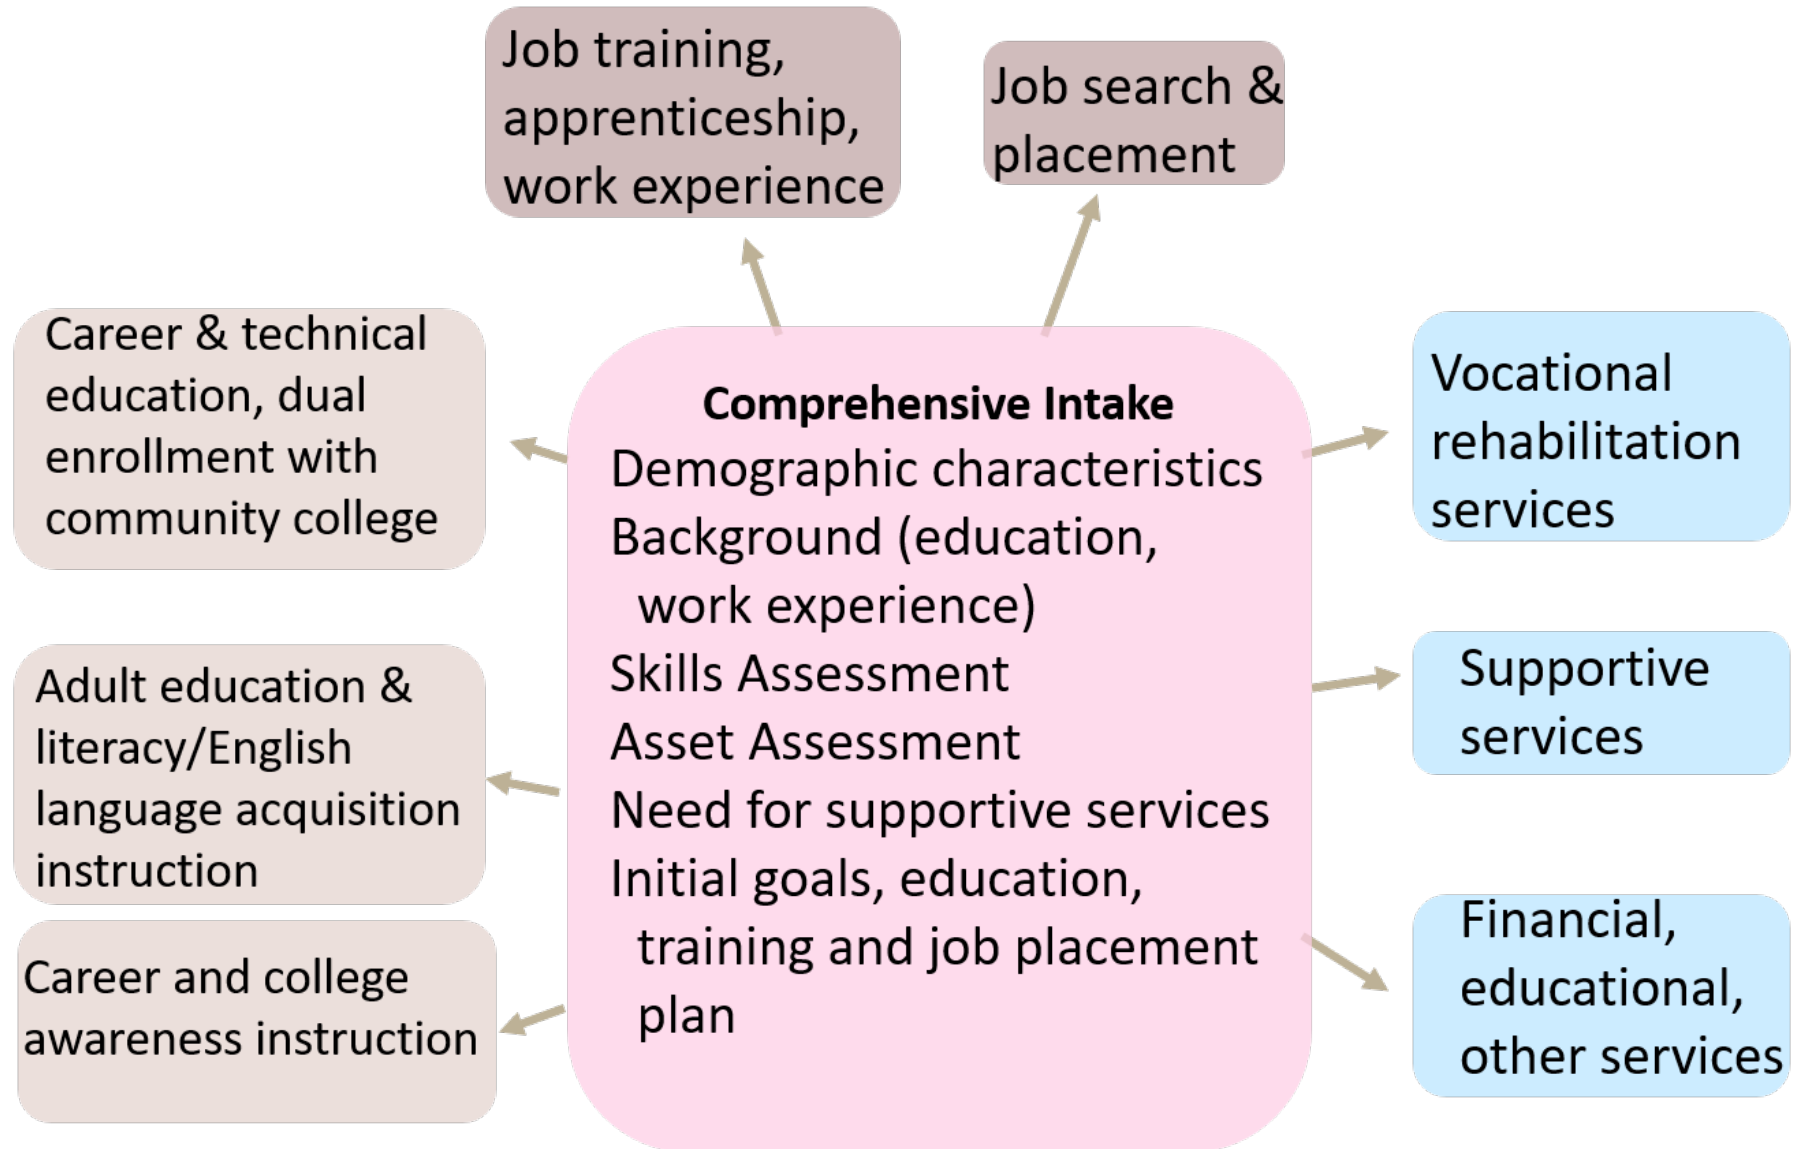 Job training,
apprenticeship,
work experience
Job search &
placement
Career & technical
education, dual
enrollment with
community college
Adult education &
literacy/English
language acquisition
instruction
Career and college
awareness instruction
Comprehensive Intake
Demographic characteristics
Background (education,
work experience)
Skills Assessment
Asset Assessment
Need for supportive services
Initial goals, education,
training and job placement
plan
Vocational
rehabilitation
services
Supportive
services
Financial,
educational,
other services